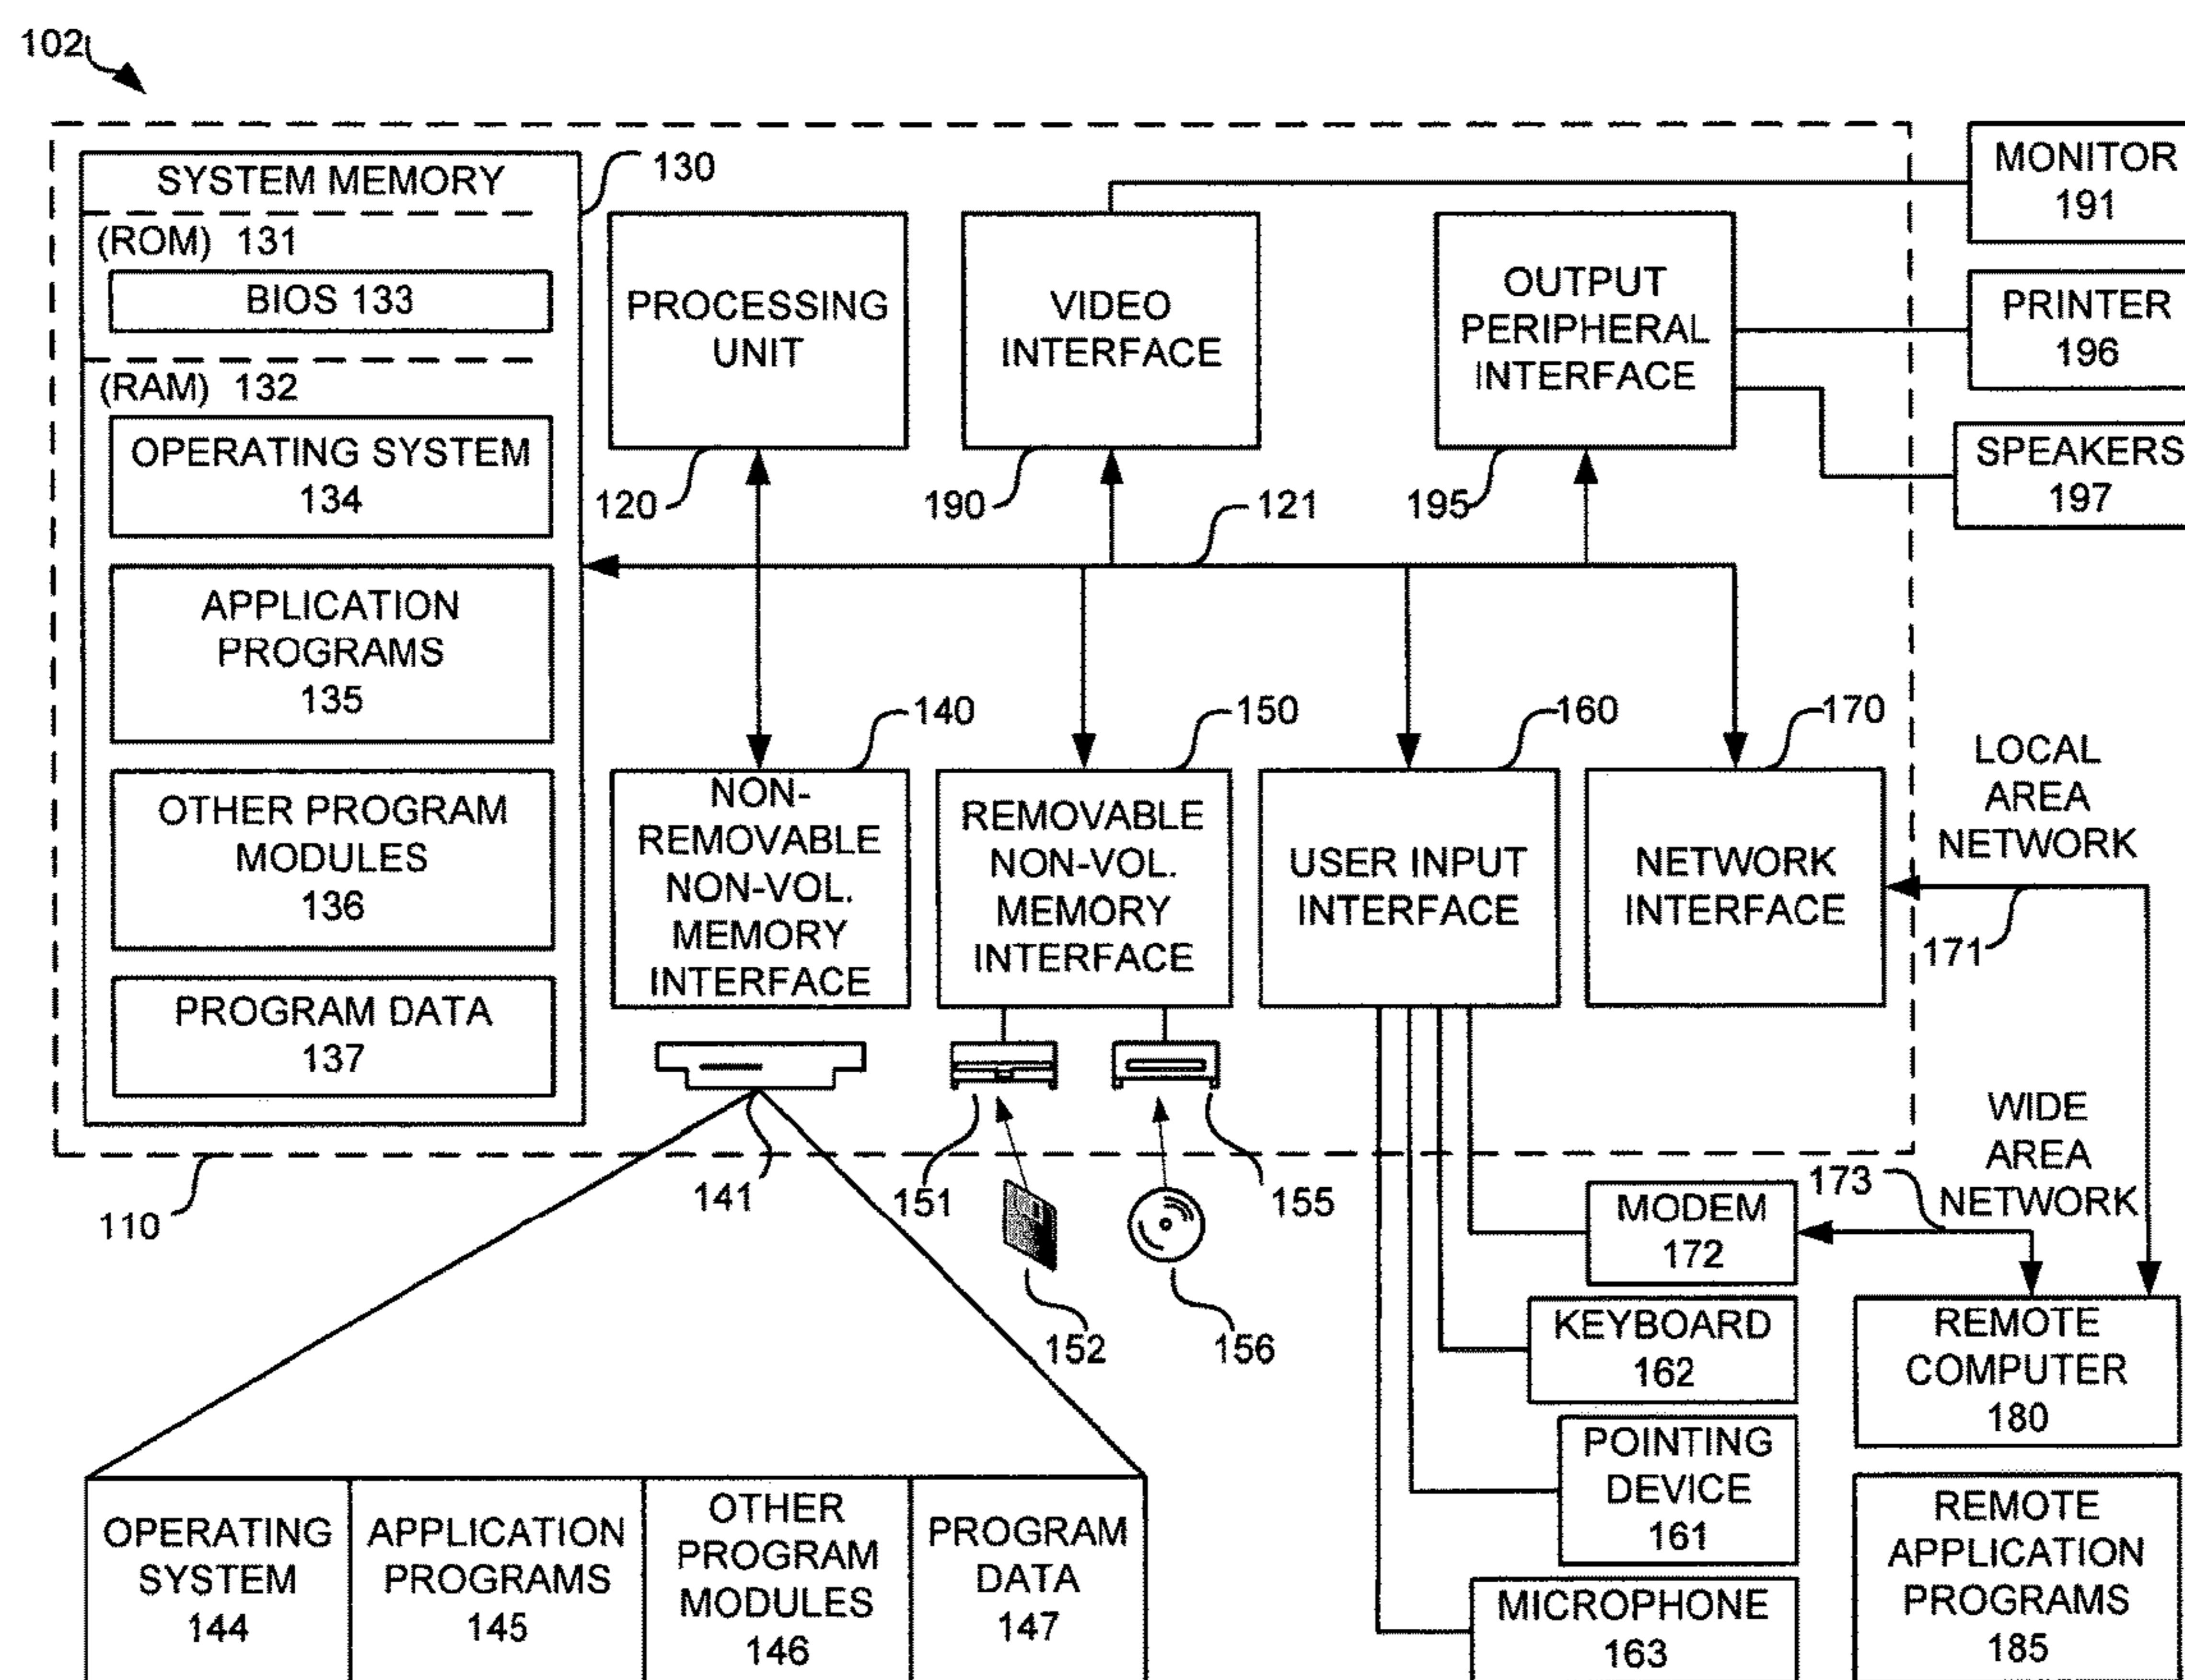 102
SYSTEM MEMORY
130
(ROM) 131
BIOS 133
(RAM) 132
OPERATING SYSTEM
134
APPLICATION
PROGRAMS
135
OTHER PROGRAM
MODULES
136
PROGRAM DATA
137
110
PROCESSING
UNIT
120
VIDEO
INTERFACE
190
121
OUTPUT
PERIPHERAL
INTERFACE
195
MONITOR
191
PRINTER
196
SPEAKERS
197
140
NON-
REMOVABLE
NON-VOL.
MEMORY
INTERFACE
150
REMOVABLE
NON-VOL.
MEMORY
INTERFACE
160
USER INPUT
INTERFACE
170
NETWORK
INTERFACE
LOCAL
AREA
NETWORK
171
141
151
152
155
156
WIDE
AREA
NETWORK
173
MODEM
172
KEYBOARD
162
POINTING
DEVICE
161
MICROPHONE
163
REMOTE
COMPUTER
180
REMOTE
APPLICATION
PROGRAMS
185
OPERATING
SYSTEM
144
APPLICATION
PROGRAMS
145
OTHER
PROGRAM
MODULES
146
PROGRAM
DATA
147